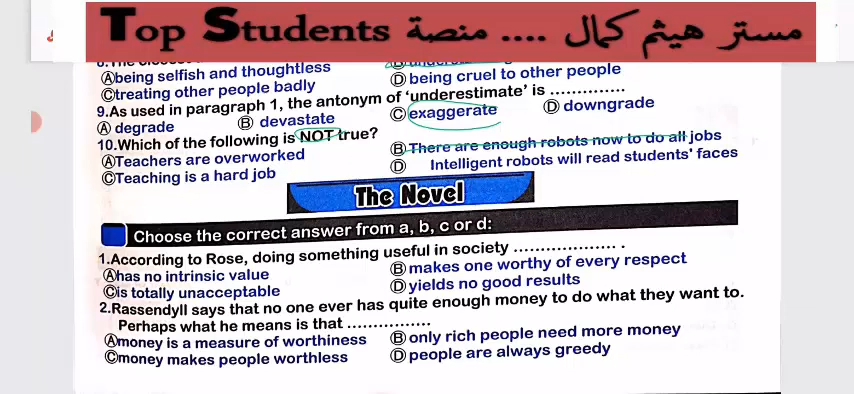 Top Students مستر هيثم كمال .... منصة
Ⓐbeing selfish and thoughtless
Ⓓbeing cruel to other people
Ⓒtreating other people badly
9.As used in paragraph 1, the antonym of ‘underestimate’ is ..............
Ⓐ degrade Ⓑ devastate Ⓒexaggerate Ⓓ downgrade
10.Which of the following is NOT true?
ⒶTeachers are overworked ⒷThere are enough robots now to do all jobs
ⒸTeaching is a hard job Ⓓ Intelligent robots will read students' faces
The Novel
Choose the correct answer from a, b, c or d:
1.According to Rose, doing something useful in society ................... .
Ⓐhas no intrinsic value Ⓑmakes one worthy of every respect
Ⓒis totally unacceptable Ⓓyields no good results
2.Rassendyll says that no one ever has quite enough money to do what they want to.
Perhaps what he means is that ................
Ⓐmoney is a measure of worthiness Ⓑonly rich people need more money
Ⓒmoney makes people worthless Ⓓpeople are always greedy